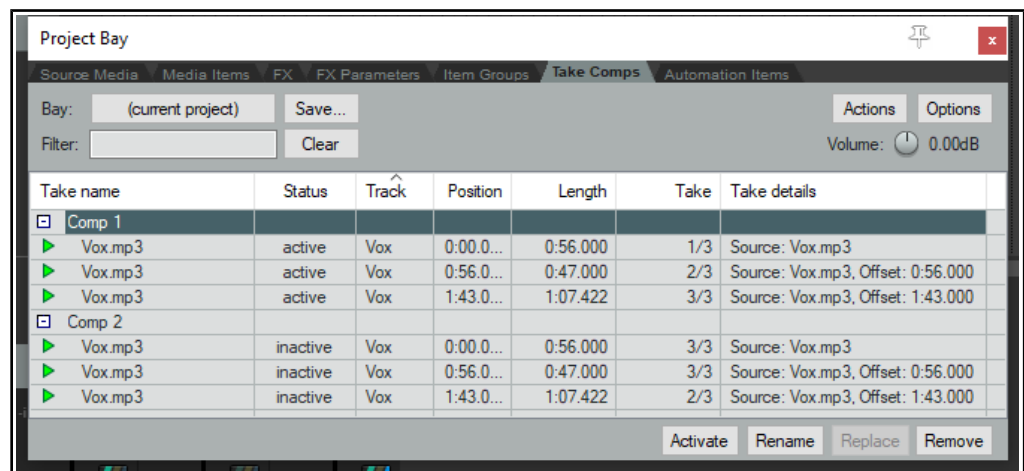 Project Bay
Source Media Media Items FX FX Parameters Item Groups Take Comps Automation Items
Bay: (current project) Save... Actions Options
Filter: Clear Volume: 0.00dB
Take name Status Track Position Length Take Take details
Comp 1
Vox.mp3 active Vox 0:00.0... 0:56.000 1/3 Source: Vox.mp3
Vox.mp3 active Vox 0:56.0... 0:47.000 2/3 Source: Vox.mp3, Offset: 0:56.000
Vox.mp3 active Vox 1:43.0... 1:07.422 3/3 Source: Vox.mp3, Offset: 1:43.000
Comp 2
Vox.mp3 inactive Vox 0:00.0... 0:56.000 3/3 Source: Vox.mp3
Vox.mp3 inactive Vox 0:56.0... 0:47.000 3/3 Source: Vox.mp3, Offset: 0:56.000
Vox.mp3 inactive Vox 1:43.0... 1:07.422 2/3 Source: Vox.mp3, Offset: 1:43.000
Activate Rename Replace Remove